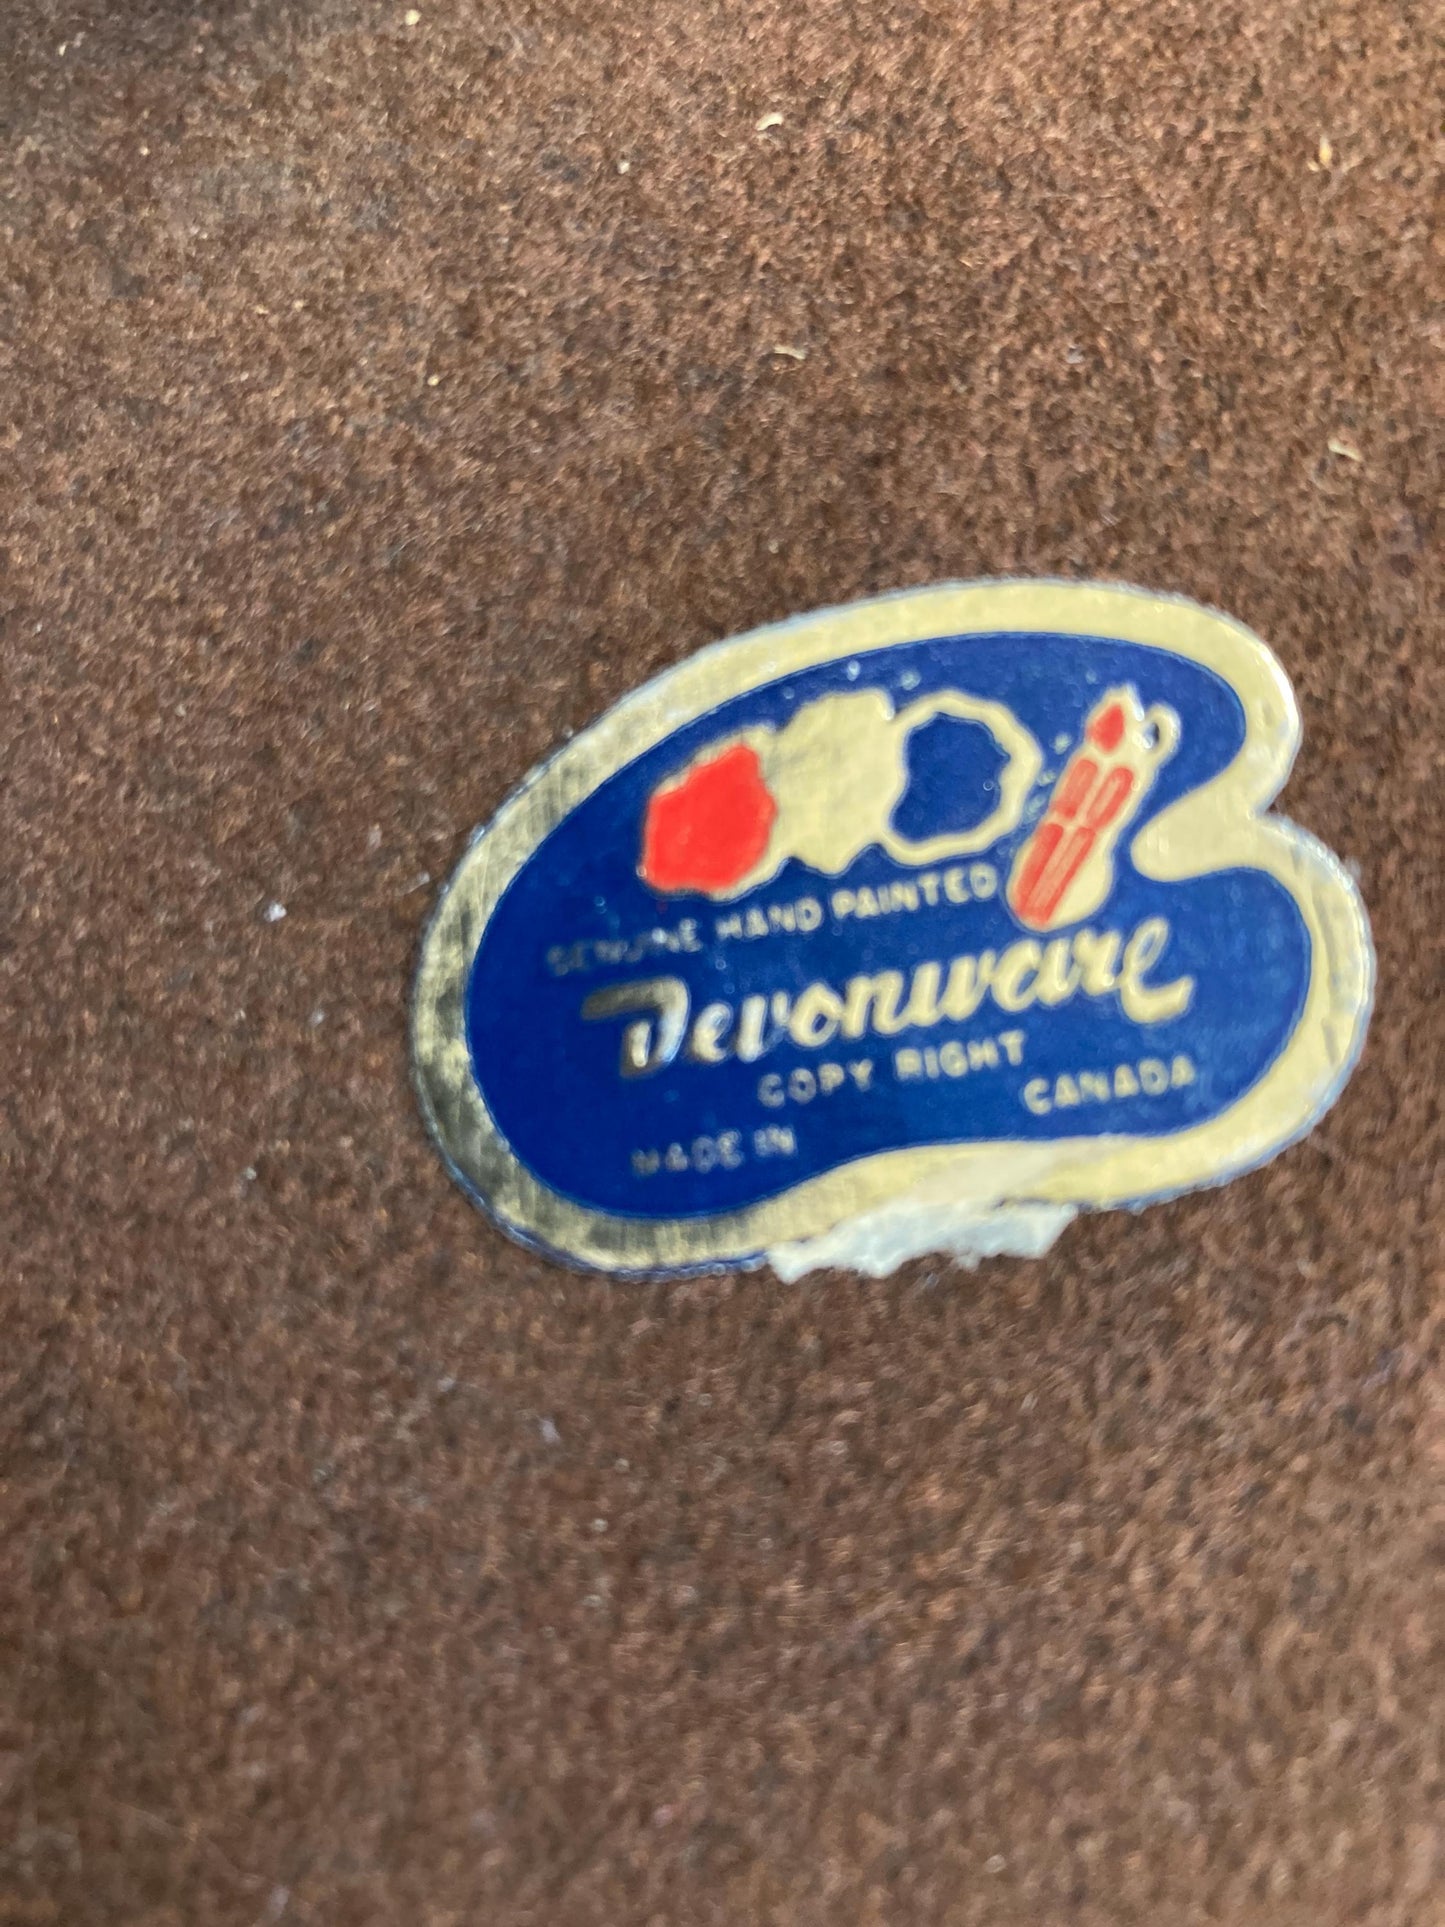 GENUINE HAND PAINTED
Devonware
COPY RIGHT
MADE IN CANADA